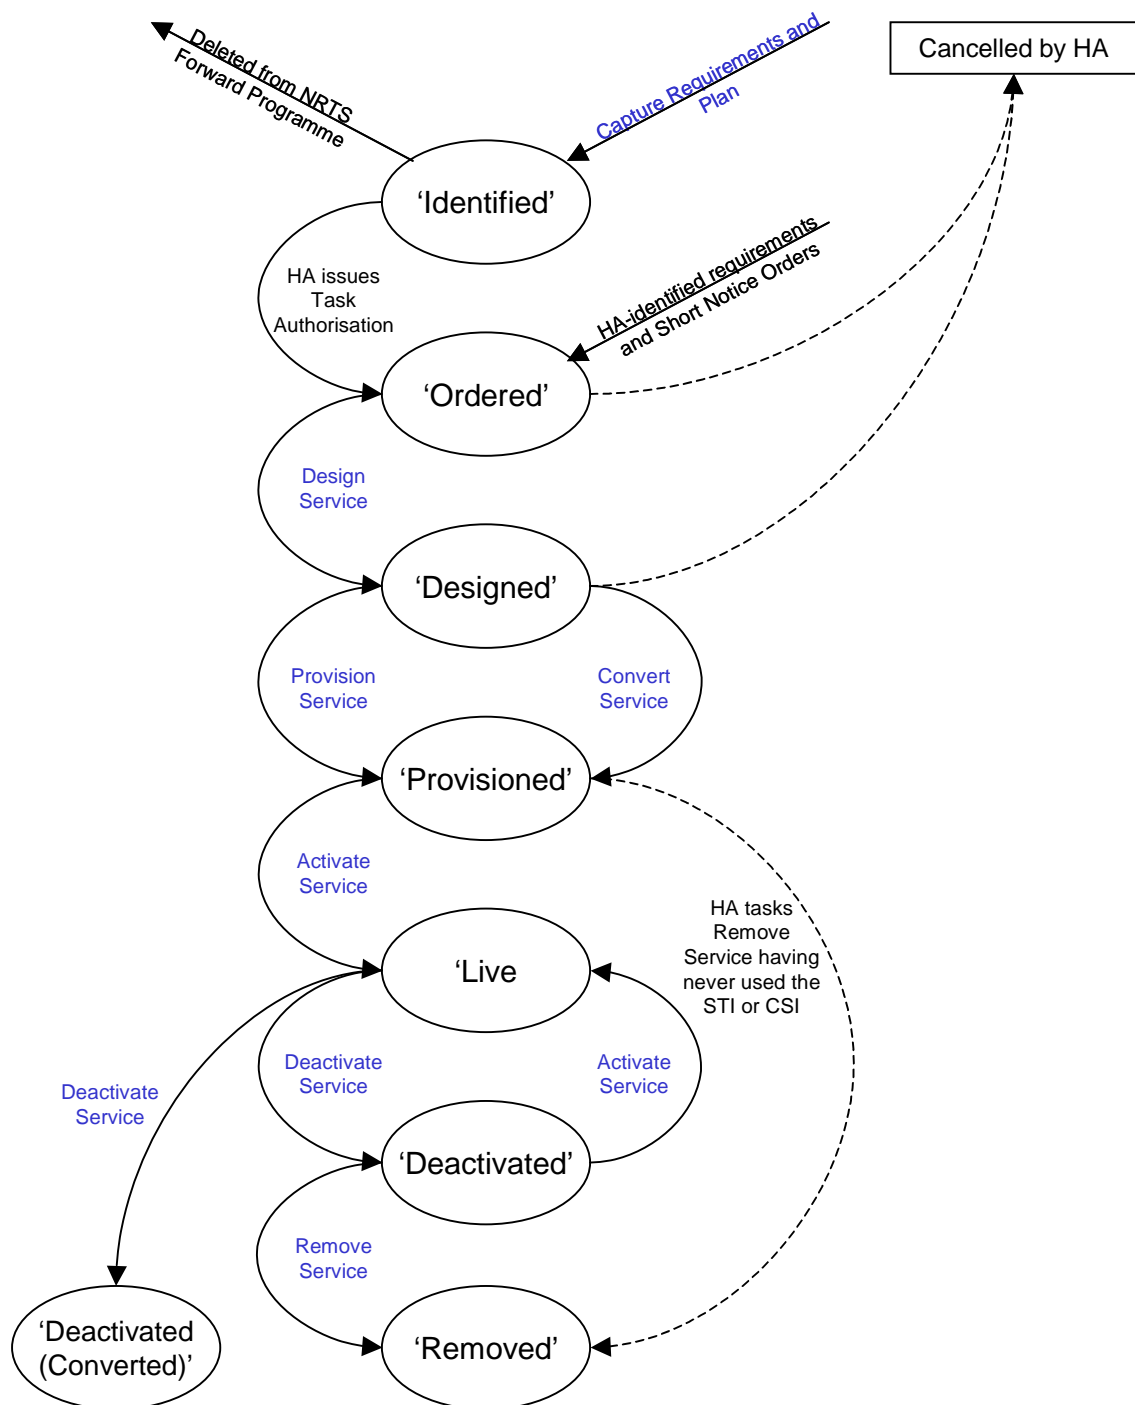 Deleted from NRTS
Forward Programme
Capture Requirements and
Plan
Cancelled by HA
‘Identified’
HA issues
Task
Authorisation
HA-identified requirements
and Short Notice Orders
‘Ordered’
Design
Service
‘Designed’
Provision
Service
Convert
Service
‘Provisioned’
Activate
Service
HA tasks
Remove
Service having
never used the
STI or CSI
‘Live
Deactivate
Service
Deactivate
Service
Activate
Service
‘Deactivated’
Remove
Service
‘Deactivated
(Converted)’
‘Removed’